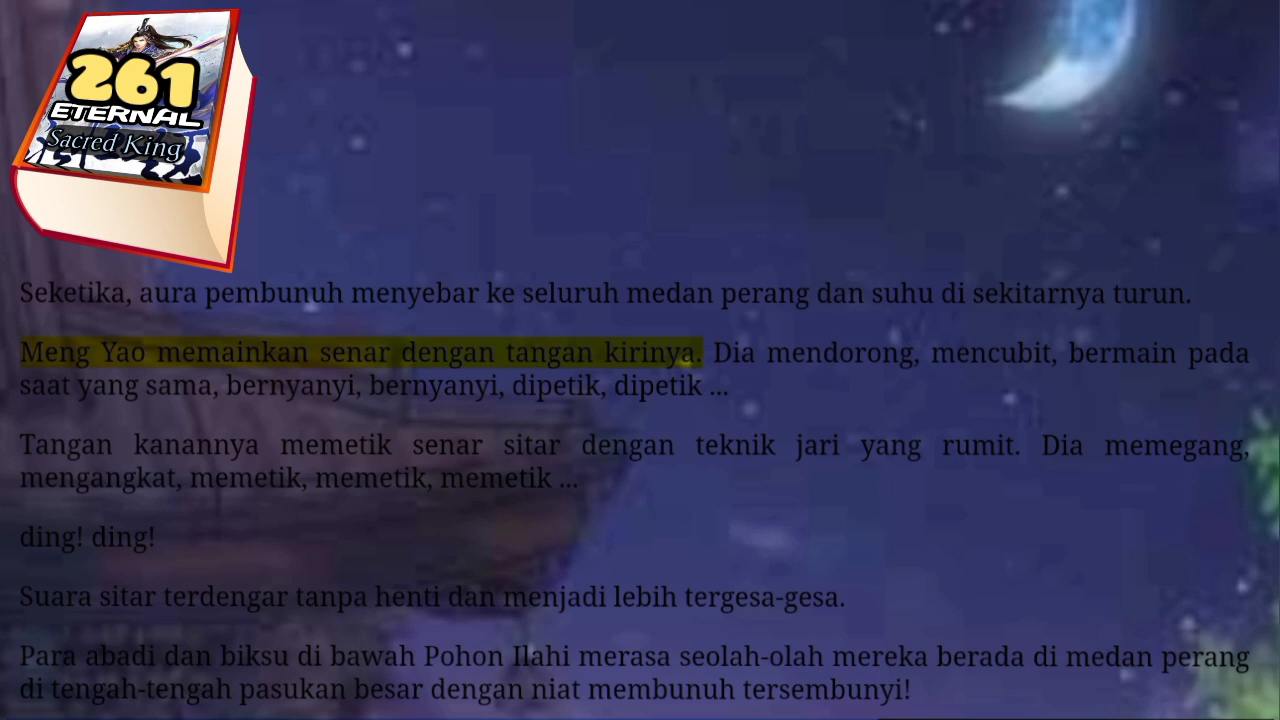 261
ETERNAL
Sacred King
Seketika, aura pembunuh menyebar ke seluruh medan perang dan suhu di sekitarnya turun.
Meng Yao memainkan senar dengan tangan kirinya. Dia mendorong, mencubit, bermain pada
saat yang sama, bernyanyi, bernyanyi, dipetik, dipetik ...
Tangan kanannya memetik senar sitar dengan teknik jari yang rumit. Dia memegang,
mengangkat, memetik, memetik, memetik ...
ding! ding!
Suara sitar terdengar tanpa henti dan menjadi lebih tergesa-gesa.
Para abadi dan biksu di bawah Pohon Ilahi merasa seolah-olah mereka berada di medan perang
di tengah-tengah pasukan besar dengan niat membunuh tersembunyi!